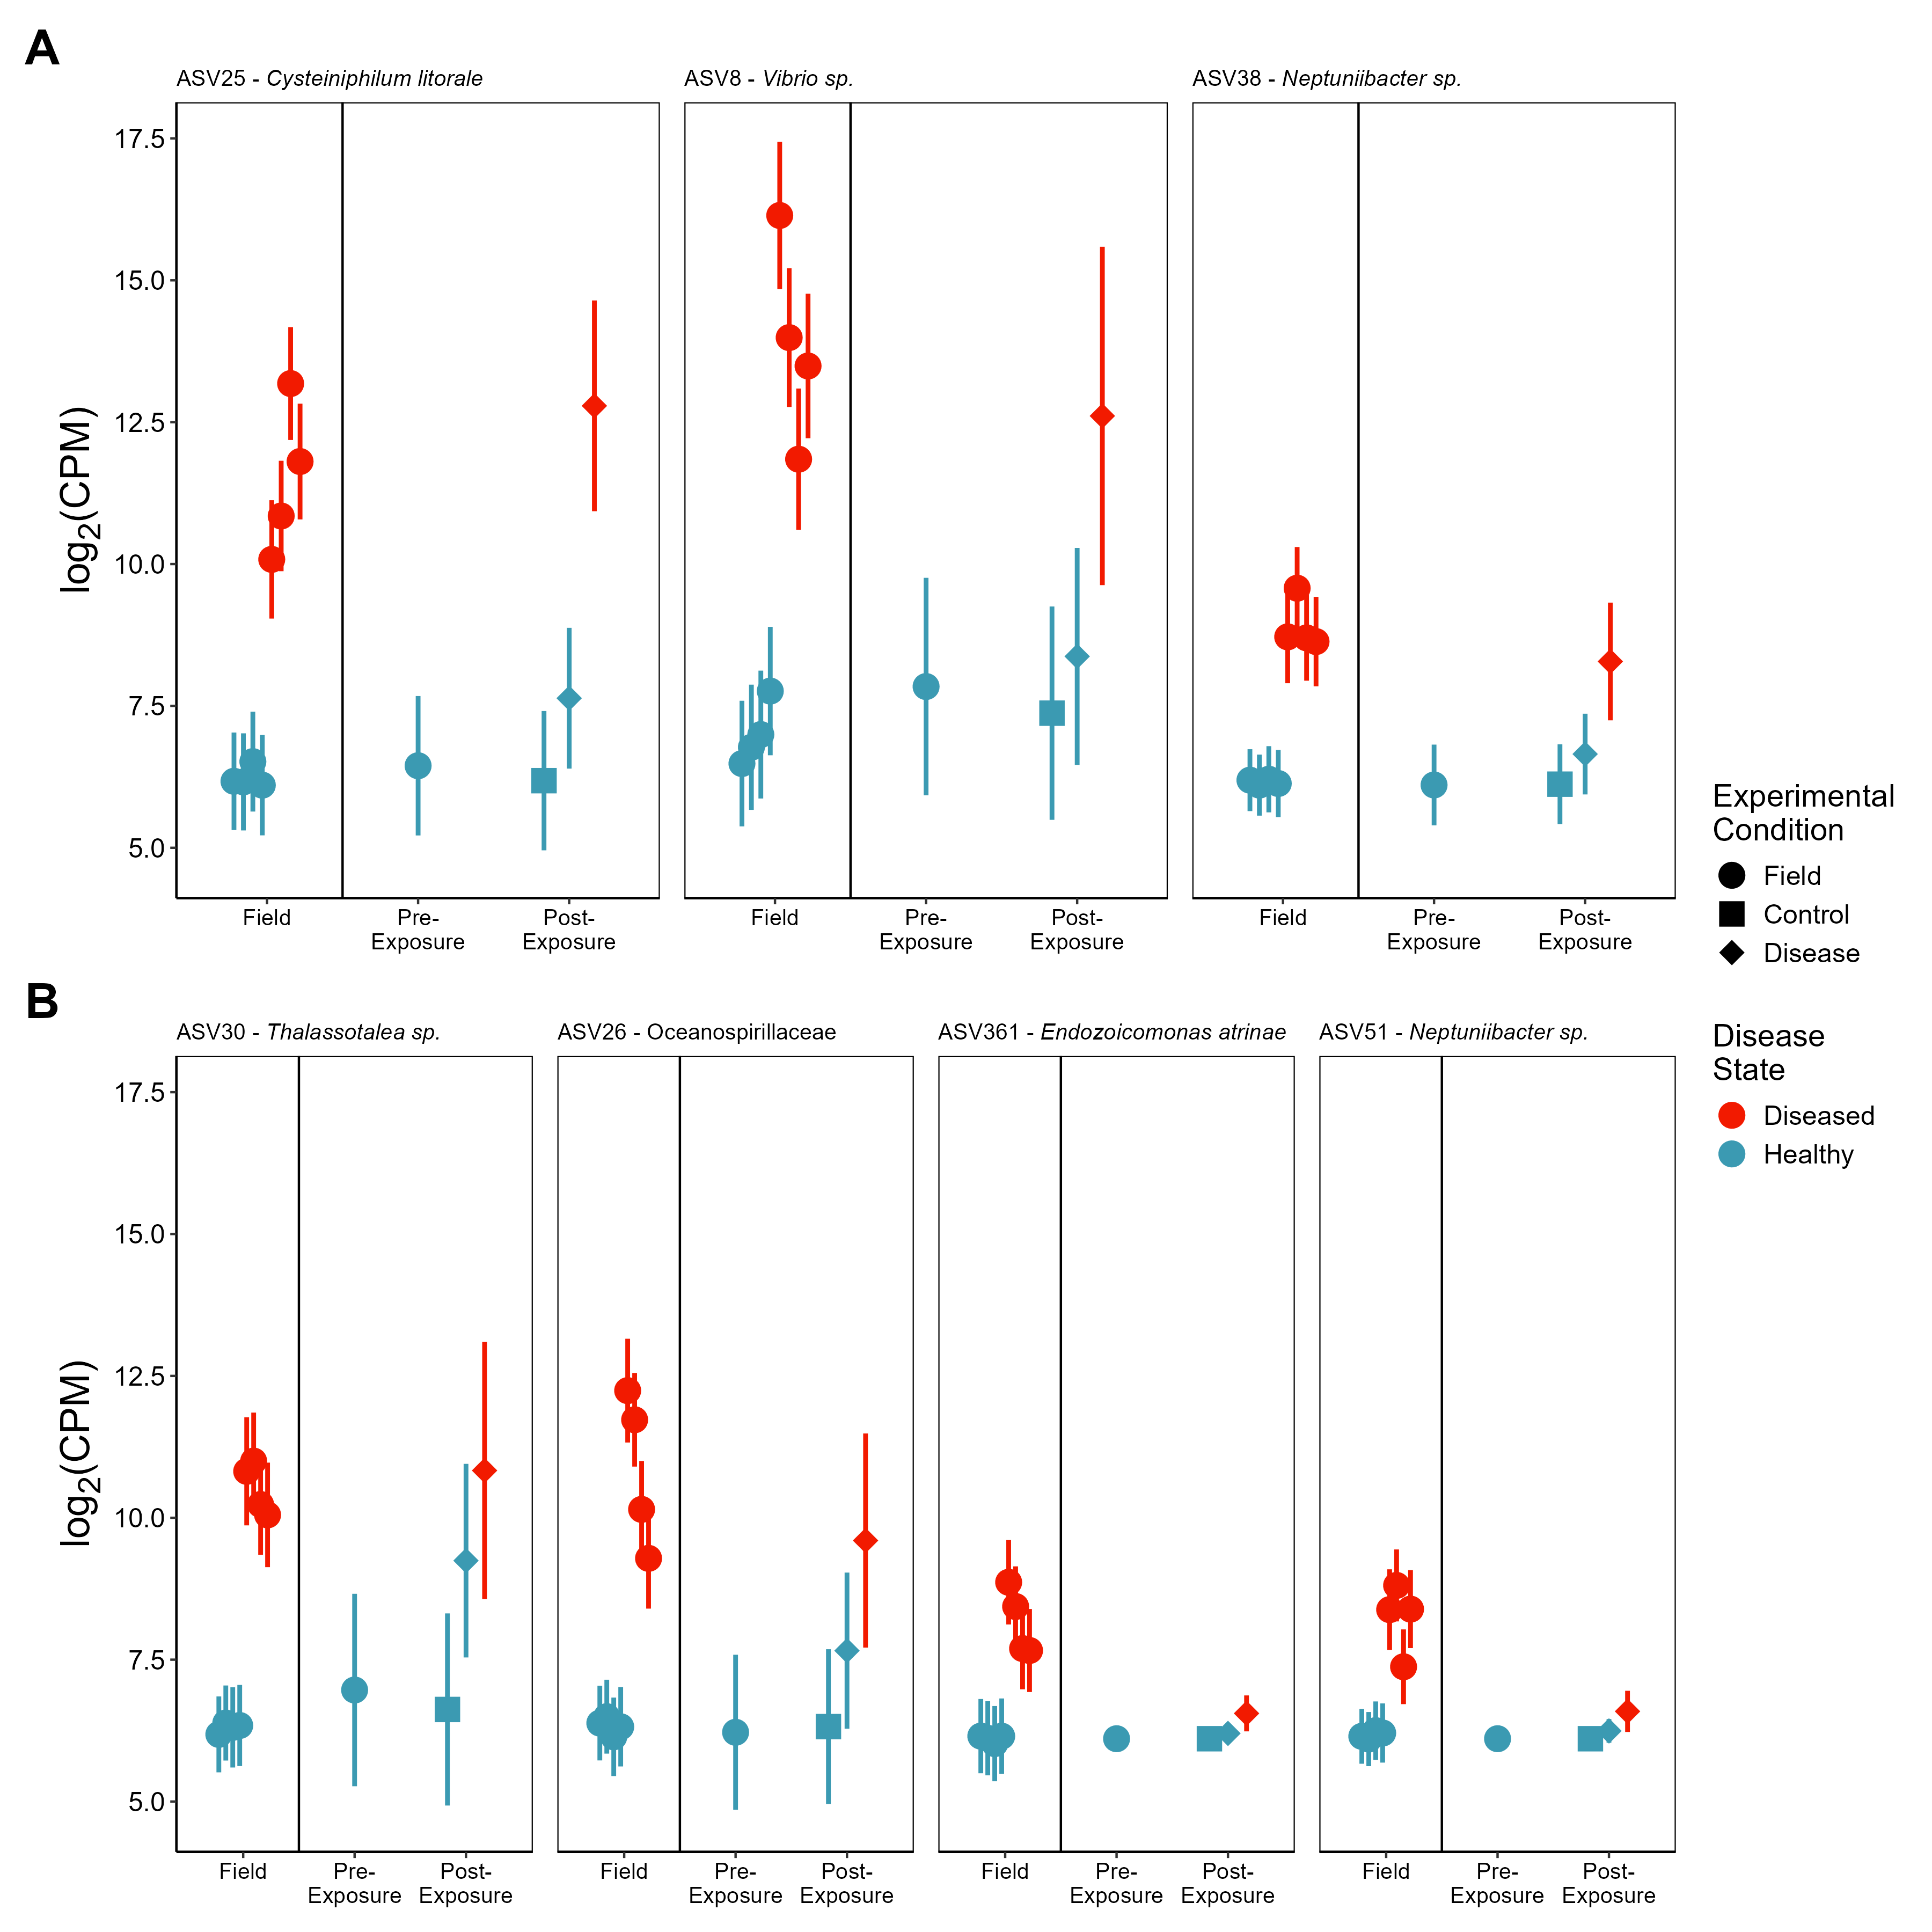 A
ASV25 - Cysteiniphilum litorale
ASV8 - Vibrio sp.
ASV38 - Neptuniibacter sp.
log2(CPM)
17.5
15.0
12.5
10.0
7.5
5.0
Field
Pre-
Exposure
Post-
Exposure
Field
Pre-
Exposure
Post-
Exposure
Field
Pre-
Exposure
Post-
Exposure
Experimental
Condition
Field
Control
Disease
Disease
State
Diseased
Healthy
B
ASV30 - Thalassotalea sp.
ASV26 - Oceanospirillaceae
ASV361 - Endozoicomonas atrinae
ASV51 - Neptuniibacter sp.
log2(CPM)
17.5
15.0
12.5
10.0
7.5
5.0
Field
Pre-
Exposure
Post-
Exposure
Field
Pre-
Exposure
Post-
Exposure
Field
Pre-
Exposure
Post-
Exposure
Field
Pre-
Exposure
Post-
Exposure